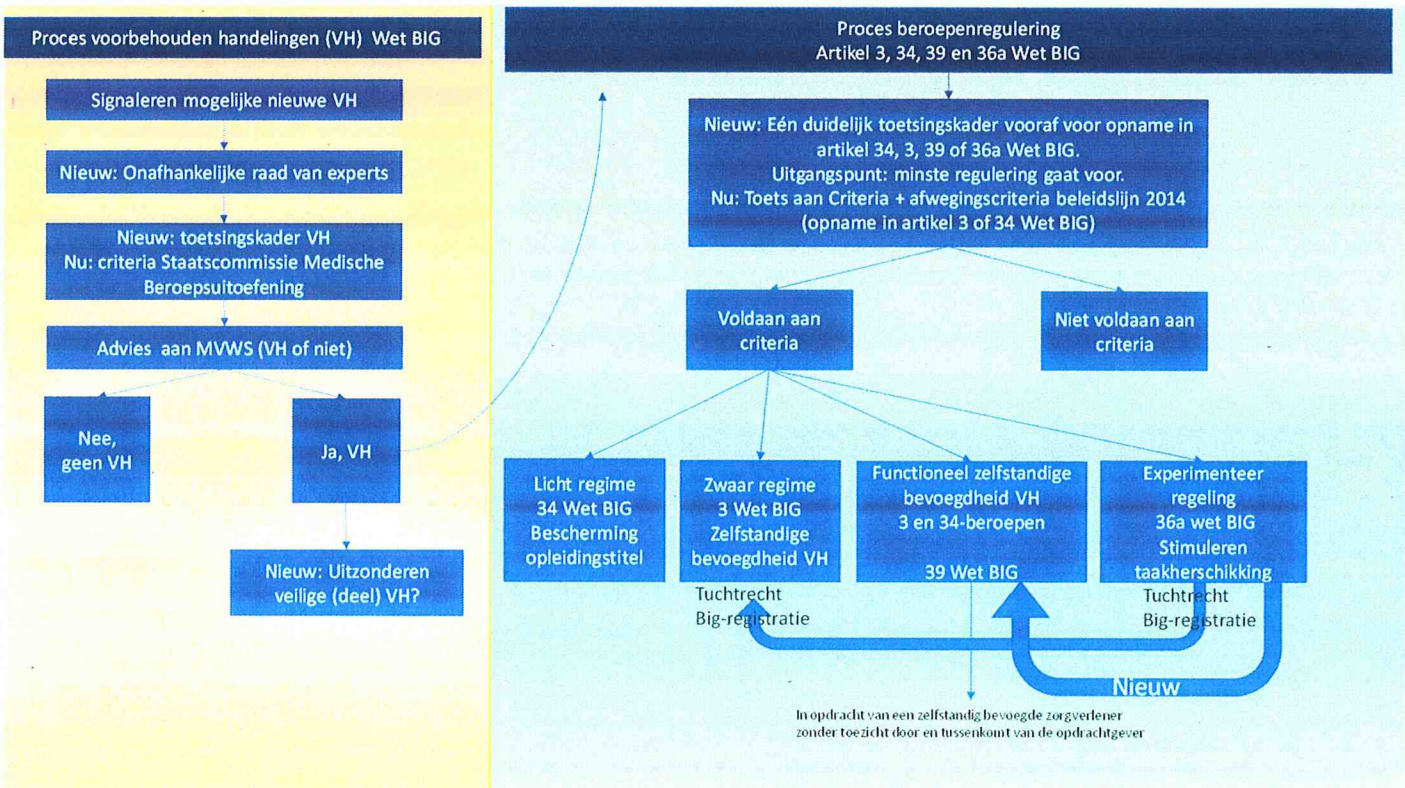 Proces voorbehouden handelingen (VH) Wet BIG
Signaleren mogelijke nieuwe VH
Nieuw: Onafhankelijke raad van experts
Nieuw: toetsingskader VH
Nu: criteria Staatscommissie Medische
Beroepsuitoefening
Advies aan MVWS (VH of niet)
Nee,
geen VH
Ja, VH
Nieuw: Uitzonderen
veilige (deel) VH?
Proces beroepenregulering
Artikel 3, 34, 39 en 36a Wet BIG
Nieuw: Eén duidelijk toetsingskader vooraf voor opname in
artikel 34, 3, 39 of 36a Wet BIG.
Uitgangspunt: minste regulering gaat voor.
Nu: Toets aan Criteria + afwegingscriteria beleidslijn 2014
(opname in artikel 3 of 34 Wet BIG)
Voldaan aan
criteria
Niet voldaan aan
criteria
Licht regime
34 Wet BIG
Bescherming
opleidingstitel
Zwaar regime
3 Wet BIG
Zelfstandige
bevoegdheid VH
Tuchtrecht
Big-registratie
Functioneel zelfstandige
bevoegdheid VH
3 en 34-beroepen
39 Wet BIG
Experimenteer
regeling
36a wet BIG
Stimuleren
taakherschikking
Tuchtrecht
Big-registratie
Nieuw
In opdracht van een zelfstandig bevoegde zorgverlener
zonder toezicht door en tussenkomt van de opdrachtgever